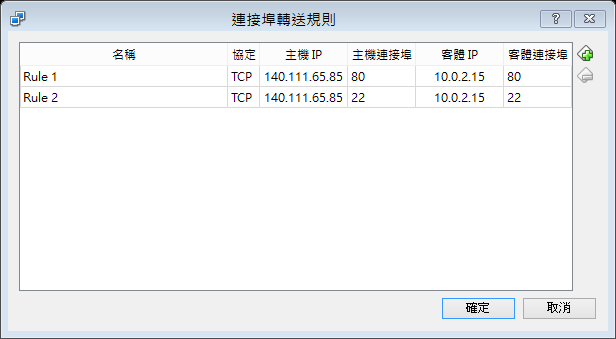 連接埠轉送規則
名稱 協定 主機 IP 主機連接埠 客體 IP 客體連接埠
Rule 1 TCP 140.111.65.85 80 10.0.2.15 80
Rule 2 TCP 140.111.65.85 22 10.0.2.15 22
確定 取消